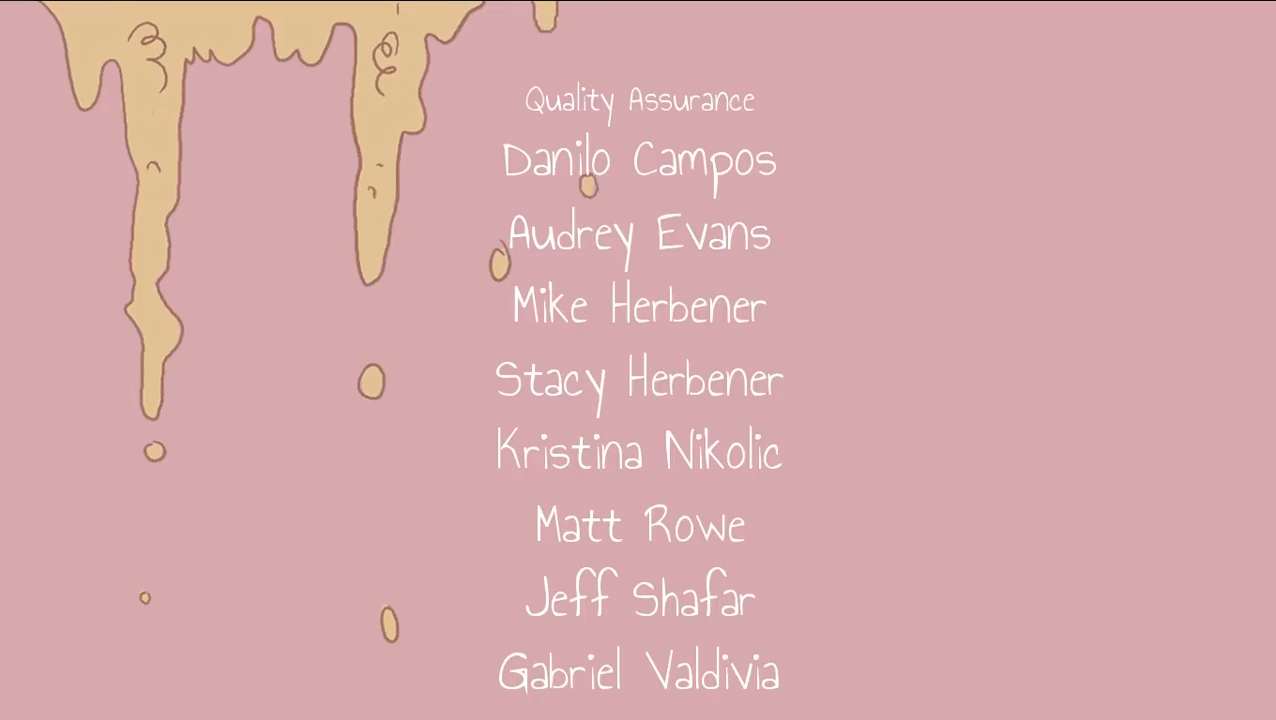 Quality Assurance
Danilo Campos
Audrey Evans
Mike Herbener
Stacy Herbener
Kristina Nikolic
Matt Rowe
Jeff Shafar
Gabriel Valdivia